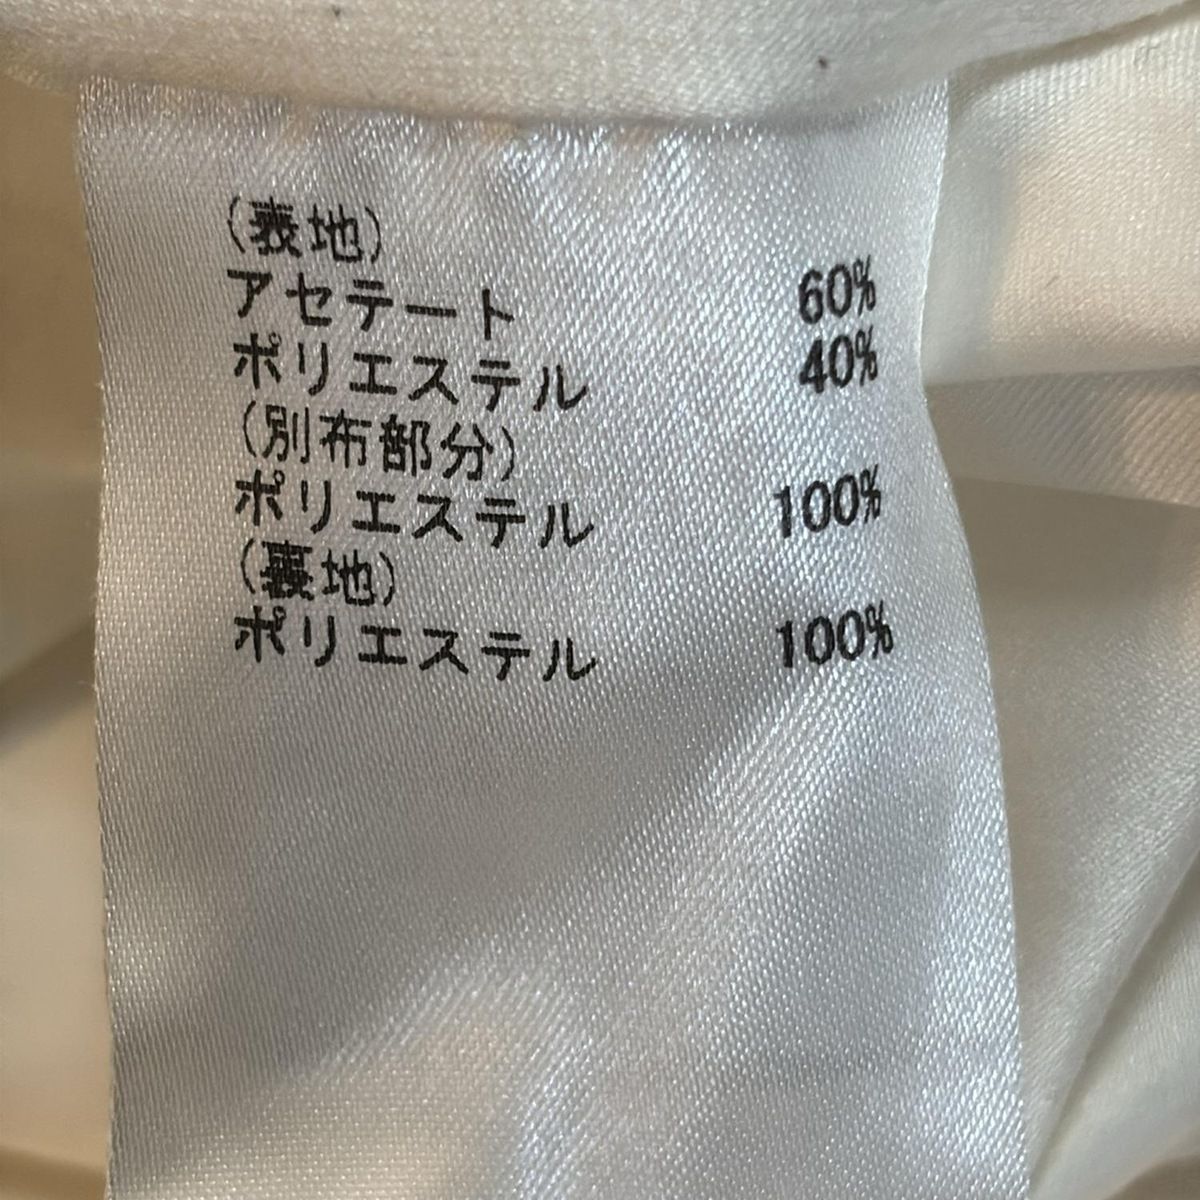 (表地)
アセテート 60%
ポリエステル 40%
(別布部分)
ポリエステル 100%
(裏地)
ポリエステル 100%